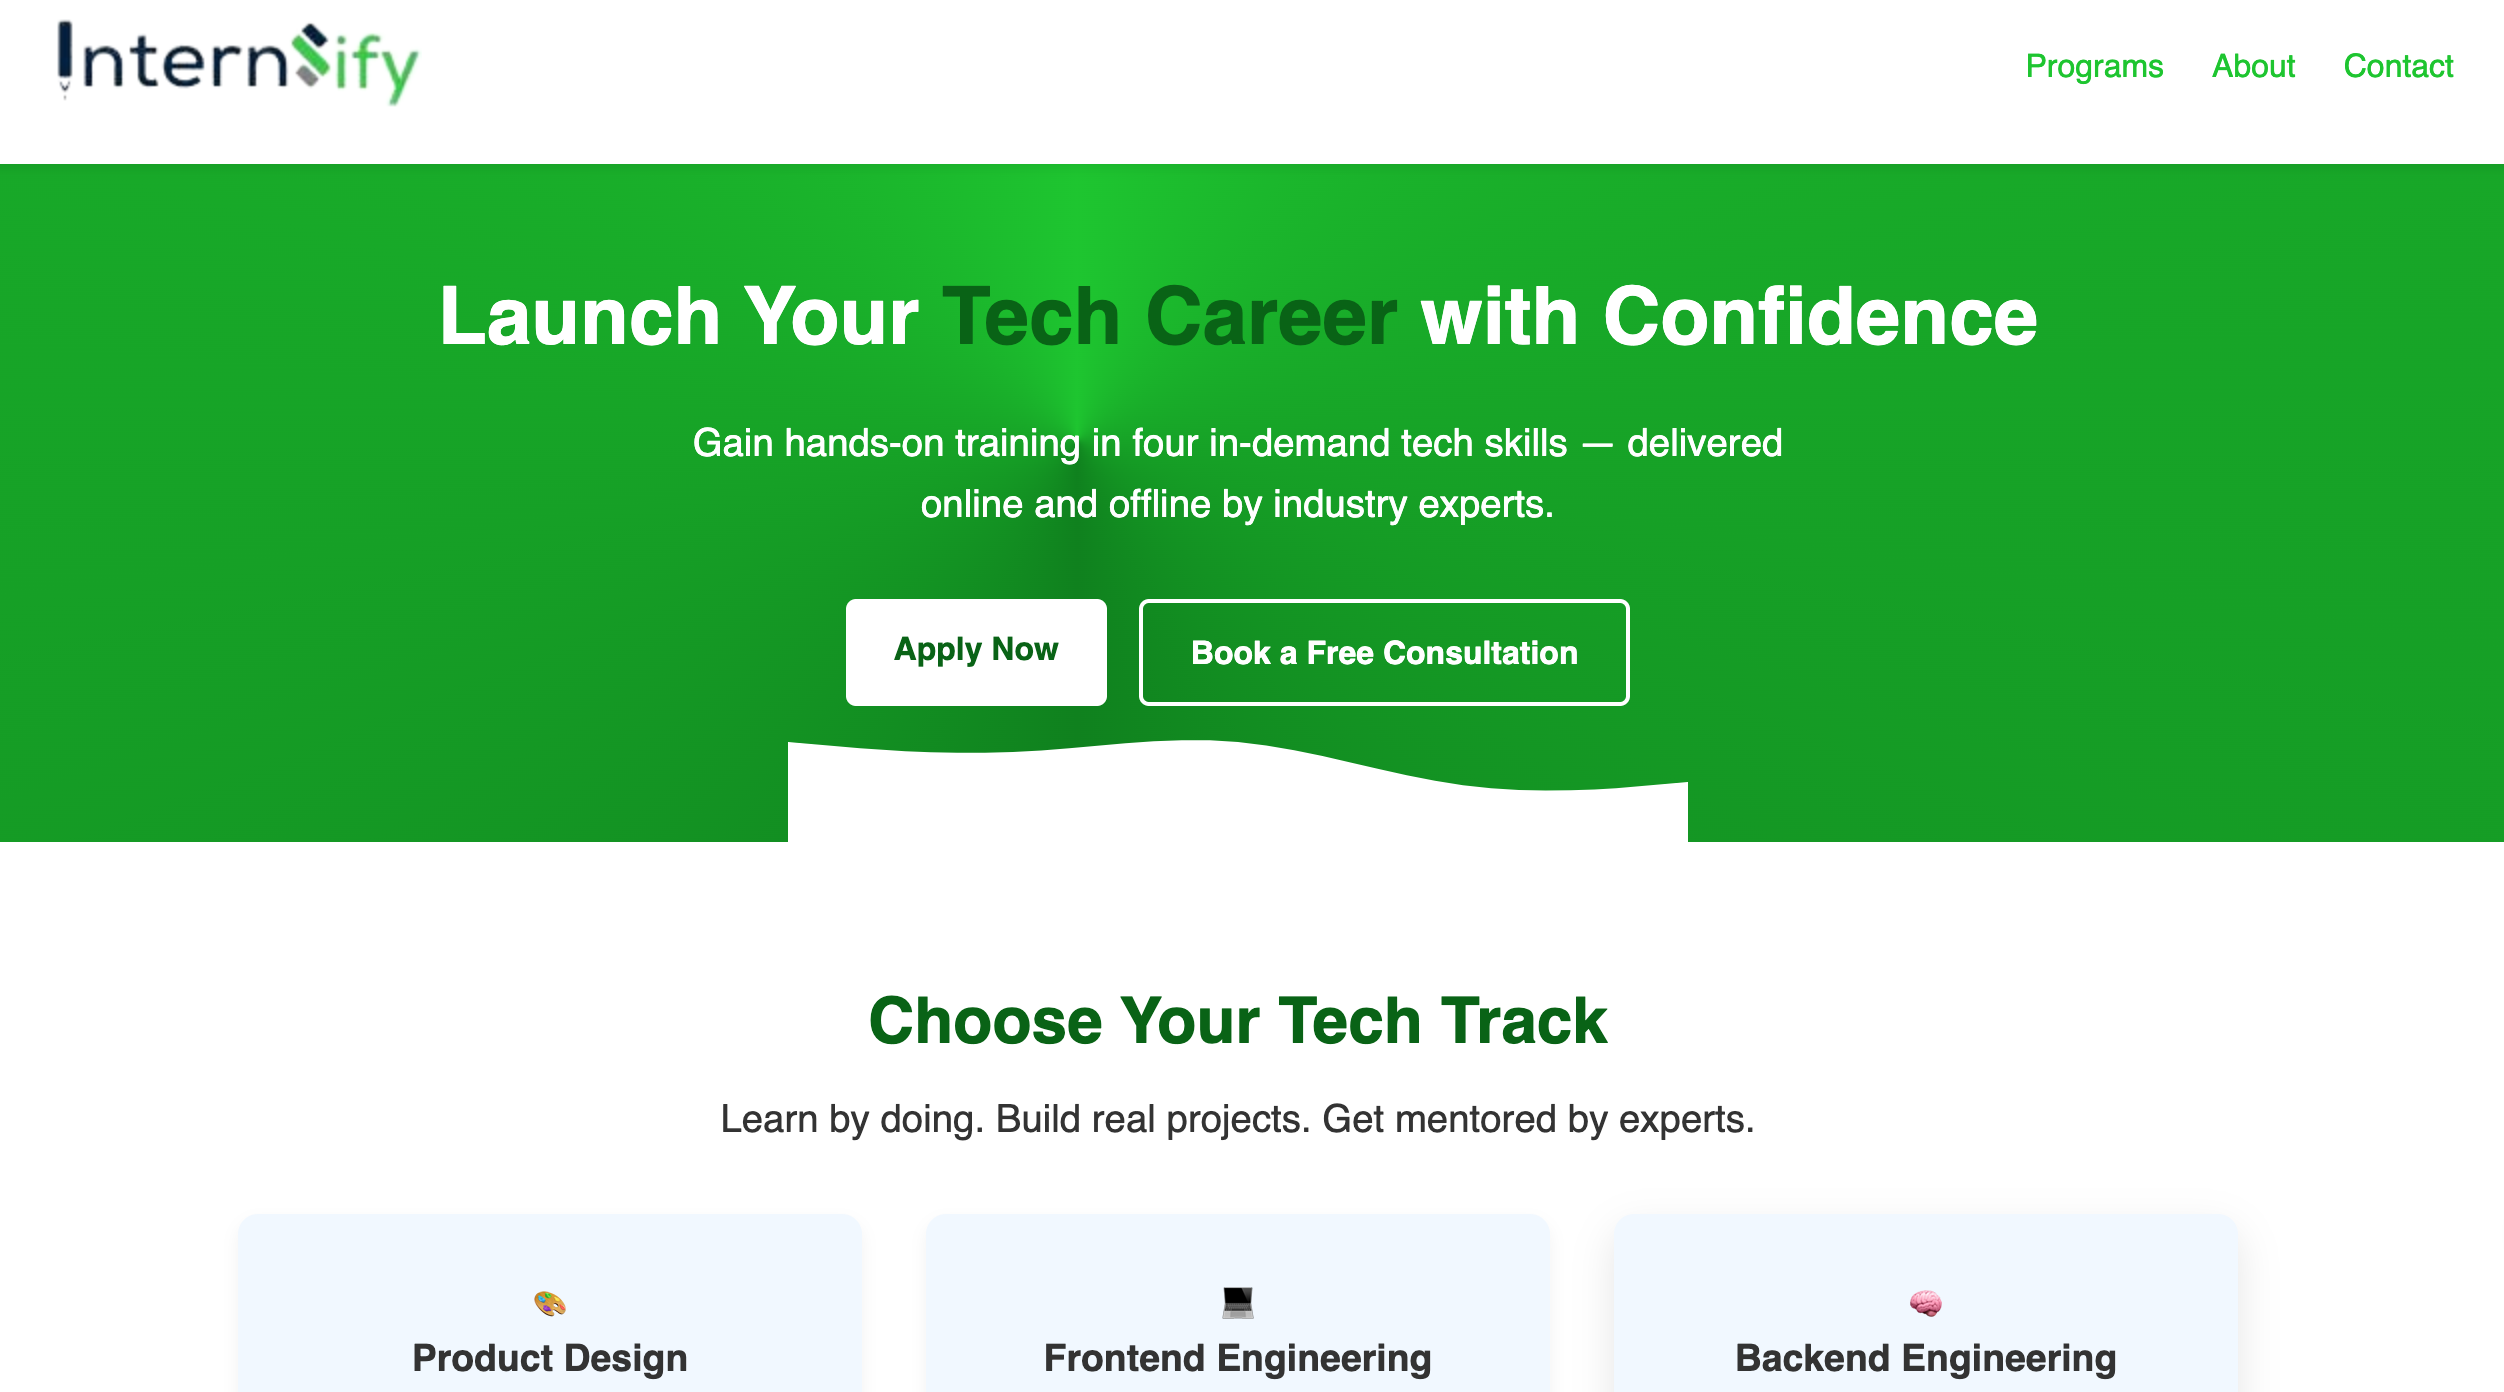 Internsify
Programs
About
Contact
Launch Your Tech Career with Confidence
Gain hands-on training in four in-demand tech skills — delivered
online and offline by industry experts.
Apply Now
Book a Free Consultation
Choose Your Tech Track
Learn by doing. Build real projects. Get mentored by experts.
Product Design
Frontend Engineering
Backend Engineering